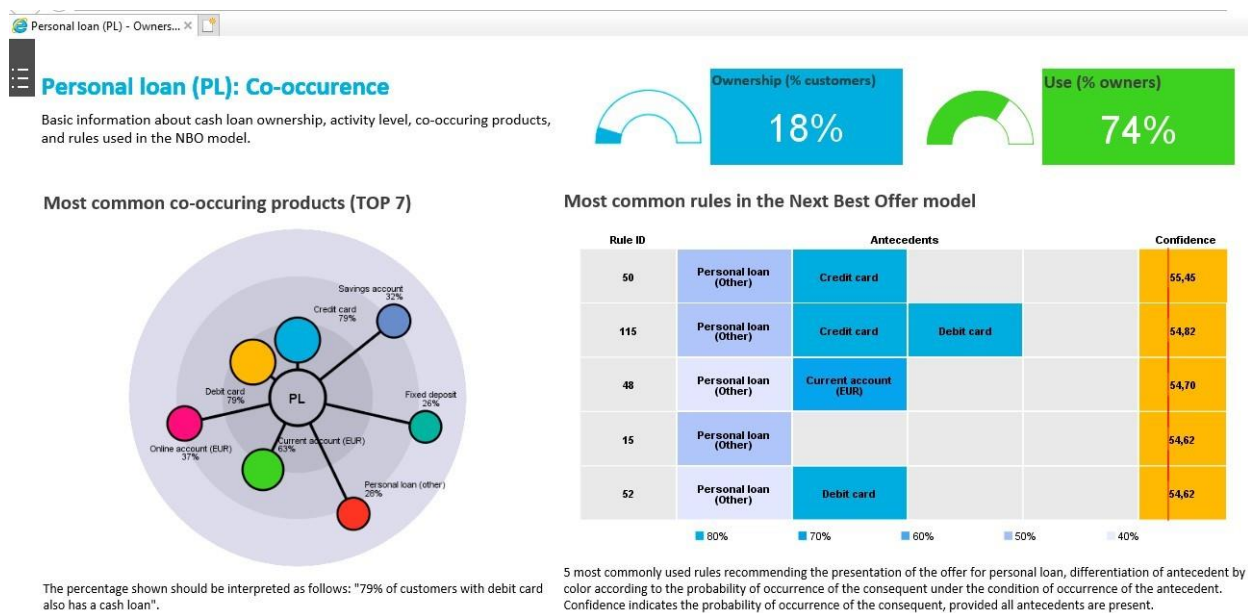 Personal loan (PL) - Owners...
Personal loan (PL): Co-occurence
Basic information about cash loan ownership, activity level, co-occuring products,
and rules used in the NBO model.
Ownership (% customers)
18%
Use (% owners)
74%
Most common co-occuring products (TOP 7)
Savings account
32%
Credit card
79%
Debit card
79%
PL
Fixed deposit
26%
Online account (EUR)
37%
Current account (EUR)
63%
Personal loan (other)
28%
The percentage shown should be interpreted as follows: "79% of customers with debit card
also has a cash loan".
Most common rules in the Next Best Offer model
Rule ID Antecedents Confidence
50 Personal loan (Other) Credit card 55,45
115 Personal loan (Other) Credit card Debit card 54,82
48 Personal loan (Other) Current account (EUR) 54,70
15 Personal loan (Other) 54,62
52 Personal loan (Other) Debit card 54,62
80% 70% 60% 50% 40%
5 most commonly used rules recommending the presentation of the offer for personal loan, differentiation of antecedent by
color according to the probability of occurrence of the consequent under the condition of occurrence of the antecedent.
Confidence indicates the probability of occurrence of the consequent, provided all antecedents are present.